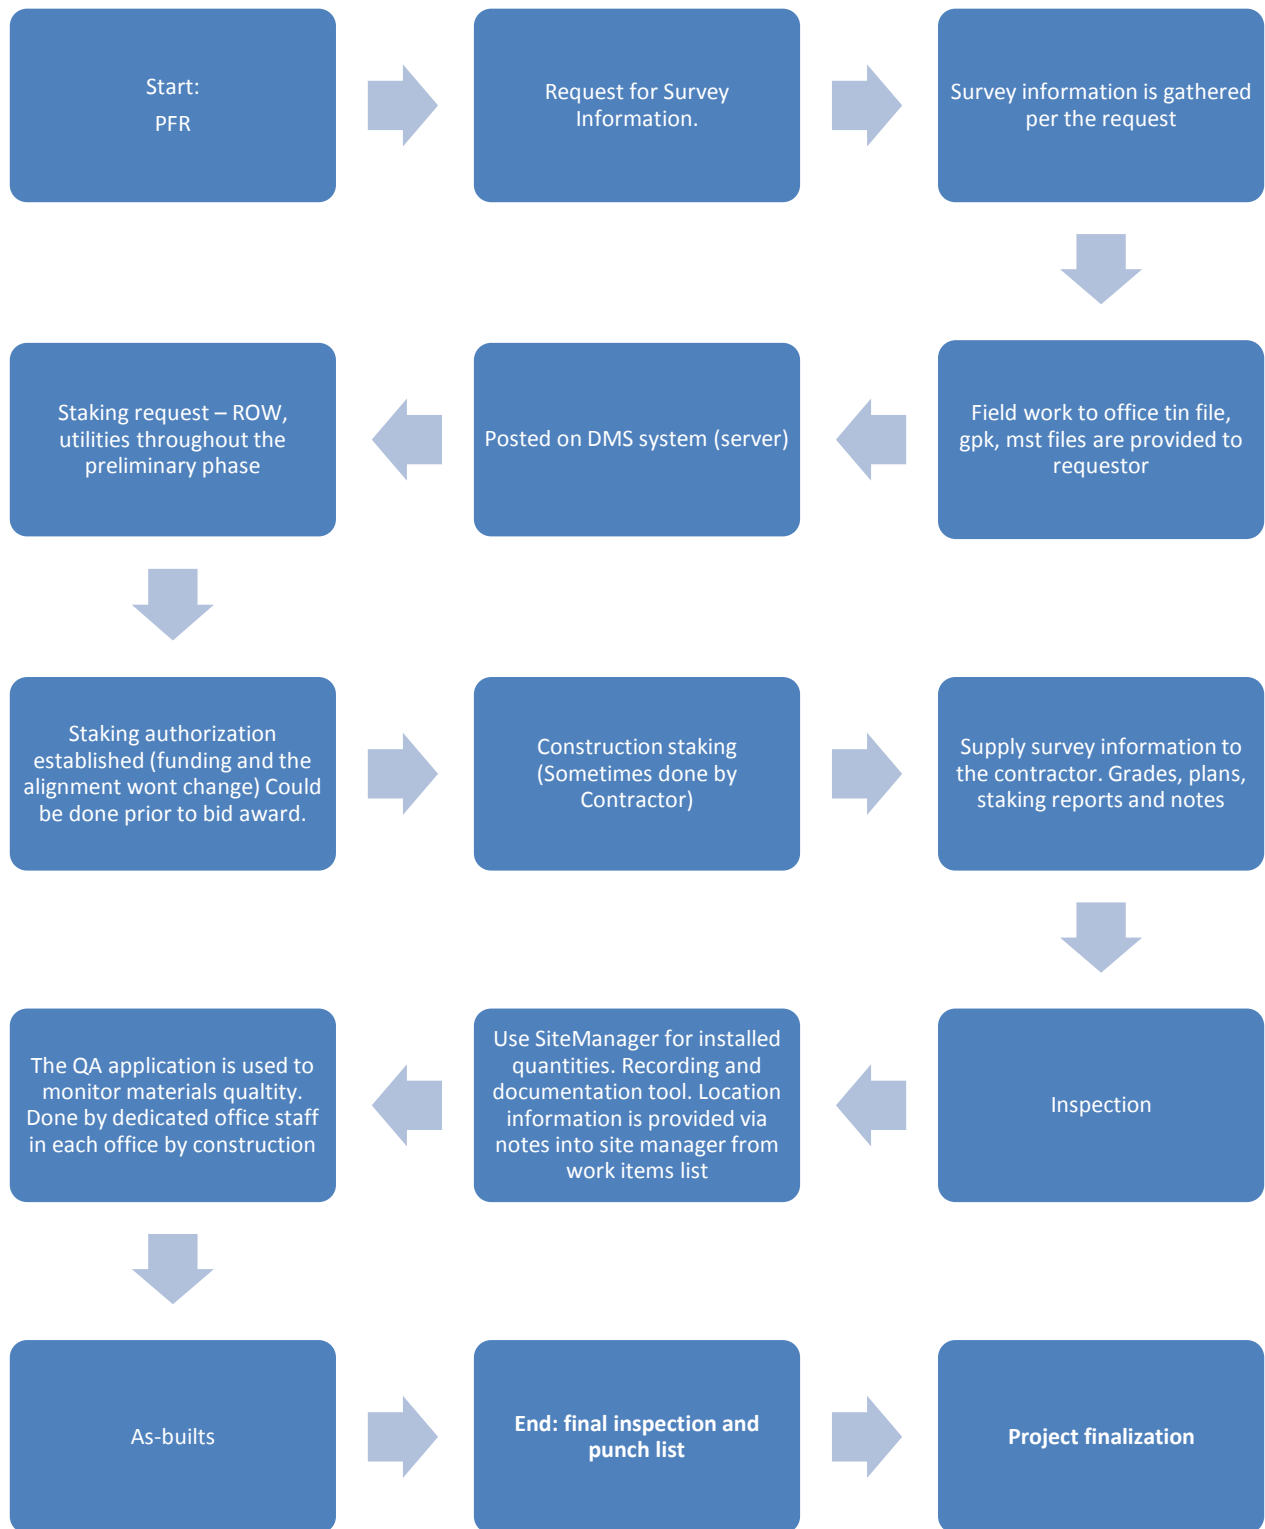 Start:
PFR
Request for Survey
Information.
Survey information is gathered
per the request
Field work to office tin file,
gpk, mst files are provided to
requestor
Posted on DMS system (server)
Staking request – ROW,
utilities throughout the
preliminary phase
Staking authorization
established (funding and the
alignment wont change) Could
be done prior to bid award.
Construction staking
(Sometimes done by
Contractor)
Supply survey information to
the contractor. Grades, plans,
staking reports and notes
Inspection
Use SiteManager for installed
quantities. Recording and
documentation tool. Location
information is provided via
notes into site manager from
work items list
The QA application is used to
monitor materials qualtity.
Done by dedicated office staff
in each office by construction
As-builts
End: final inspection and
punch list
Project finalization